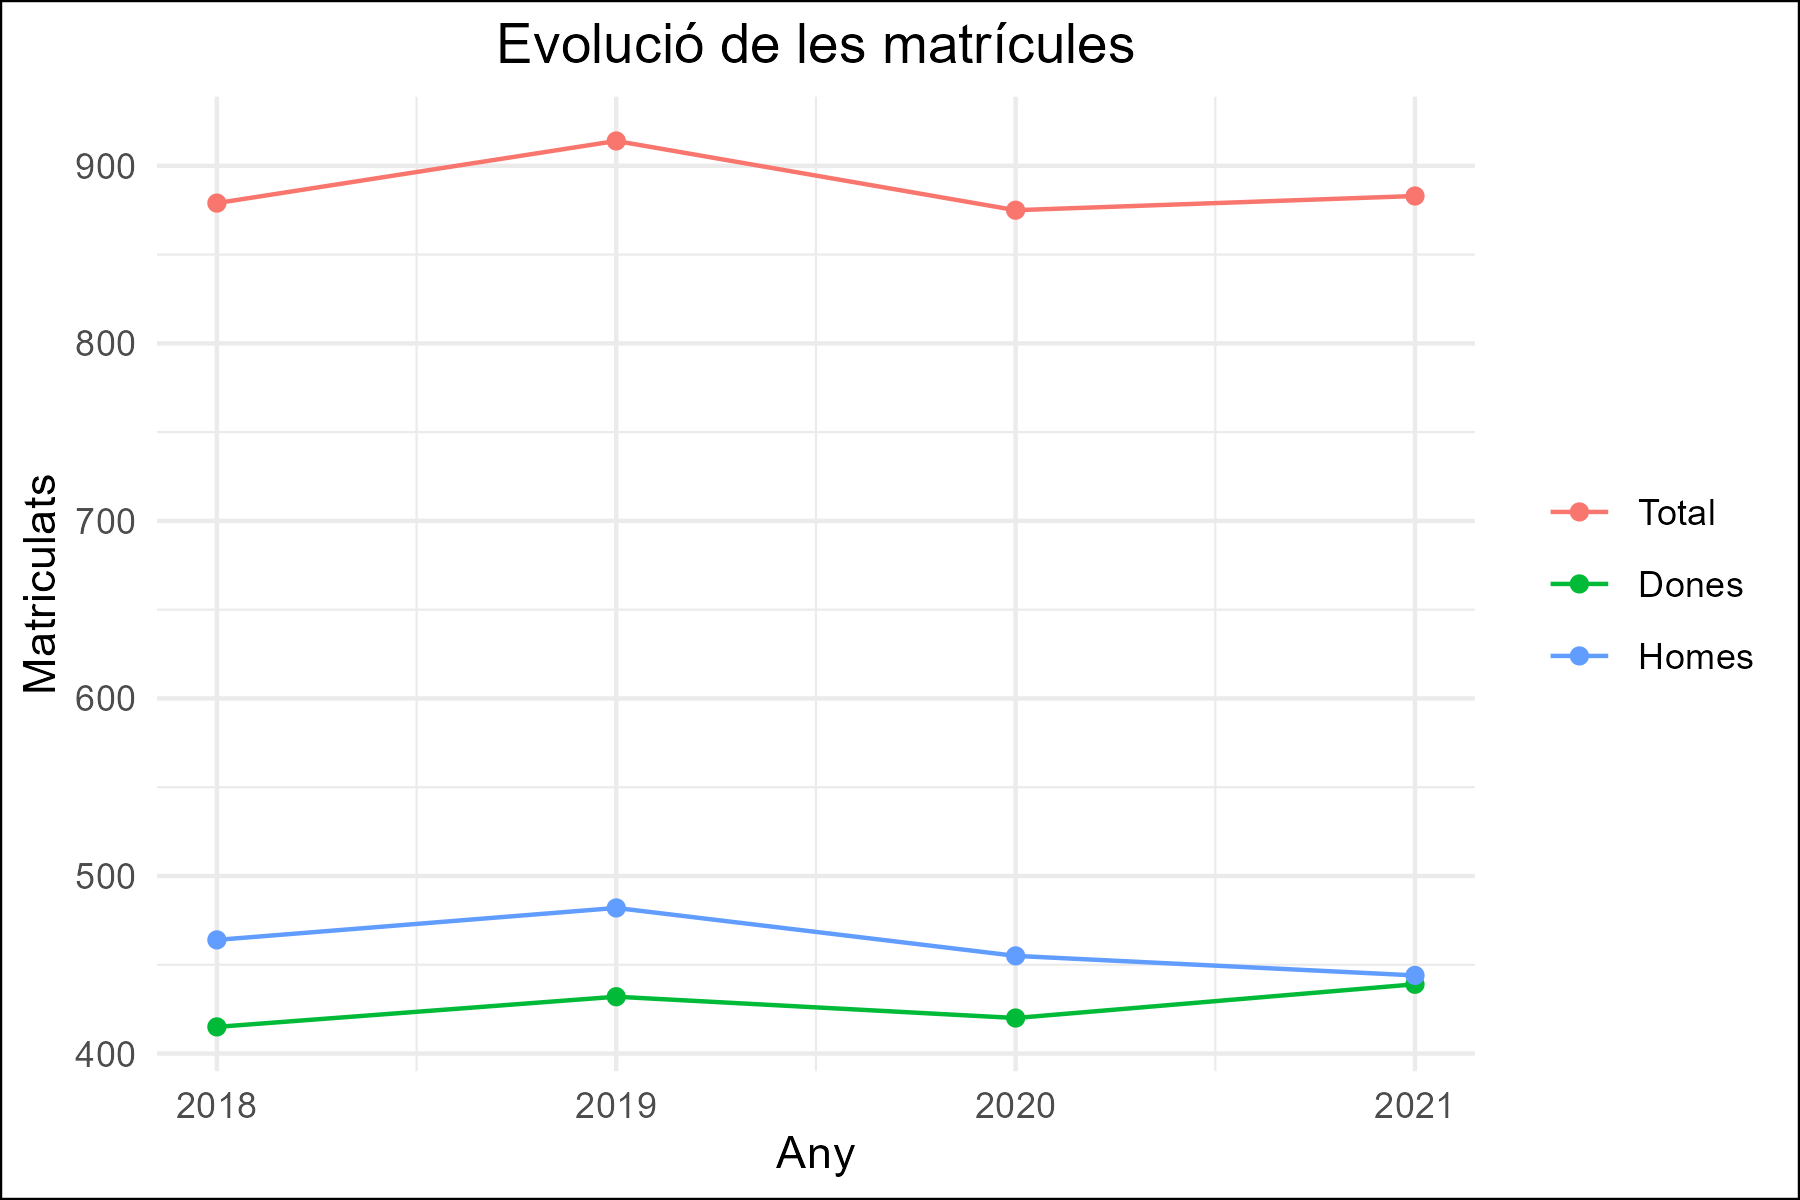 Evolució de les matrícules
900
800
700
600
500
400
Matriculats
2018 2019 2020 2021
Any
Total
Dones
Homes